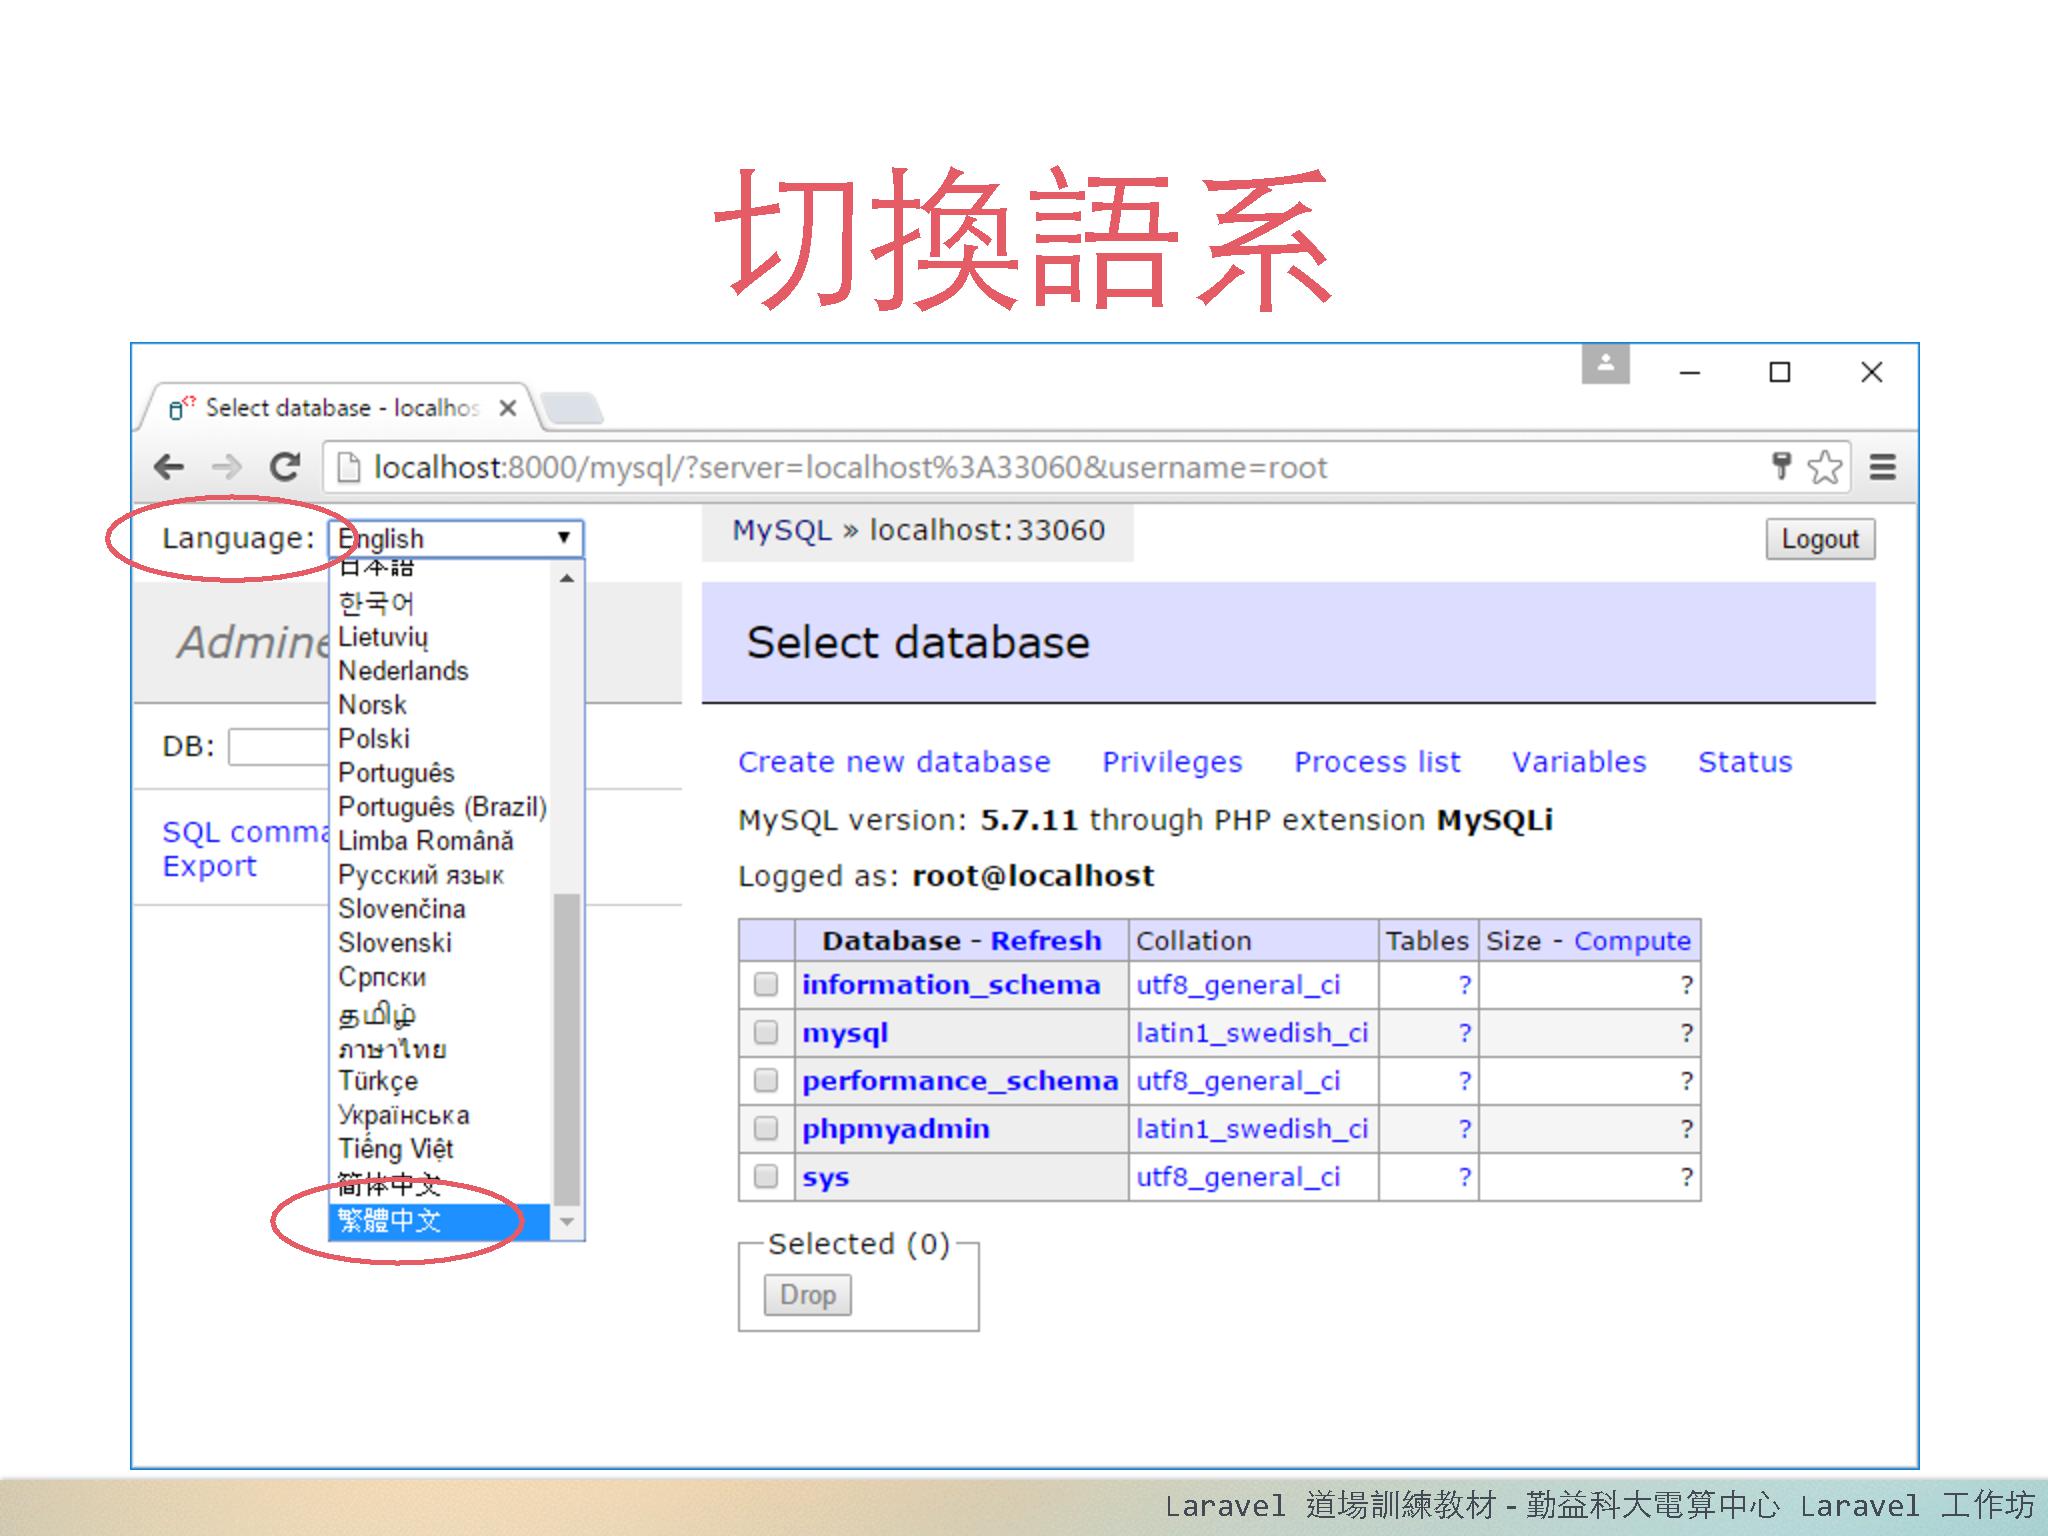 切換語系
Select database - localhos
localhost:8000/mysql/?server=localhost%3A33060&username=root
Language: English
MySQL » localhost:33060
Logout
日本語
한국어
Lietuvių
Nederlands
Norsk
Polski
Português
Português (Brazil)
Limba Română
Русский язык
Slovenčina
Slovenski
Српски
தமிழ்
ภาษาไทย
Türkçe
Українська
Tiếng Việt
简体中文
繁體中文
Admine
DB:
SQL comma
Export
Select database
Create new database Privileges Process list Variables Status
MySQL version: 5.7.11 through PHP extension MySQLi
Logged as: root@localhost
Database - Refresh Collation Tables Size - Compute
information_schema utf8_general_ci ? ?
mysql latin1_swedish_ci ? ?
performance_schema utf8_general_ci ? ?
phpmyadmin latin1_swedish_ci ? ?
sys utf8_general_ci ? ?
Selected (0)
Drop
Laravel 道場訓練教材 - 勤益科大電算中心 Laravel 工作坊